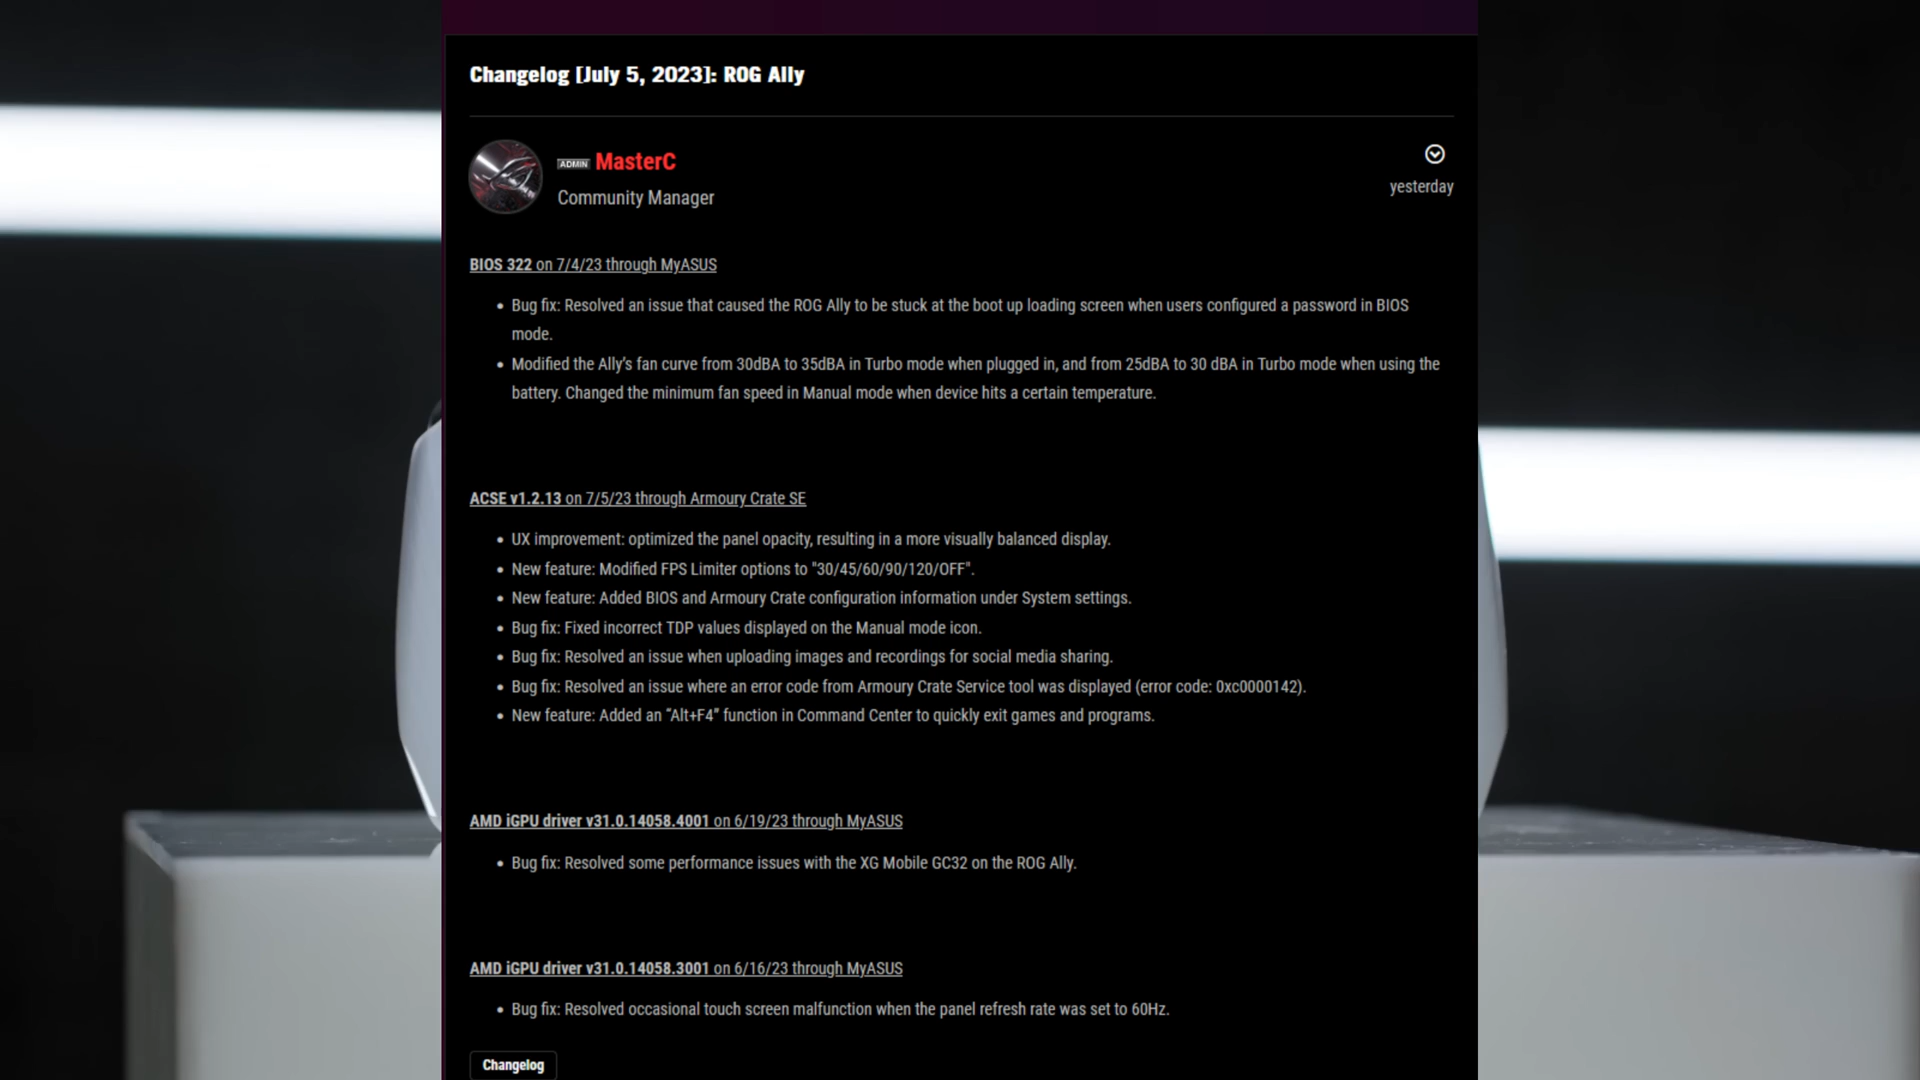 Changelog [July 5, 2023]: ROG Ally
ADMIN MasterC
Community Manager
yesterday
BIOS 322 on 7/4/23 through MyASUS
• Bug fix: Resolved an issue that caused the ROG Ally to be stuck at the boot up loading screen when users configured a password in BIOS
mode.
• Modified the Ally's fan curve from 30dBA to 35dBA in Turbo mode when plugged in, and from 25dBA to 30 dBA in Turbo mode when using the
battery. Changed the minimum fan speed in Manual mode when device hits a certain temperature.
ACSE v1.2.13 on 7/5/23 through Armoury Crate SE
• UX improvement: optimized the panel opacity, resulting in a more visually balanced display.
• New feature: Modified FPS Limiter options to "30/45/60/90/120/OFF".
• New feature: Added BIOS and Armoury Crate configuration information under System settings.
• Bug fix: Fixed incorrect TDP values displayed on the Manual mode icon.
• Bug fix: Resolved an issue when uploading images and recordings for social media sharing.
• Bug fix: Resolved an issue where an error code from Armoury Crate Service tool was displayed (error code: 0xc0000142).
• New feature: Added an “Alt+F4” function in Command Center to quickly exit games and programs.
AMD iGPU driver v31.0.14058.4001 on 6/19/23 through MyASUS
• Bug fix: Resolved some performance issues with the XG Mobile GC32 on the ROG Ally.
AMD iGPU driver v31.0.14058.3001 on 6/16/23 through MyASUS
• Bug fix: Resolved occasional touch screen malfunction when the panel refresh rate was set to 60Hz.
Changelog